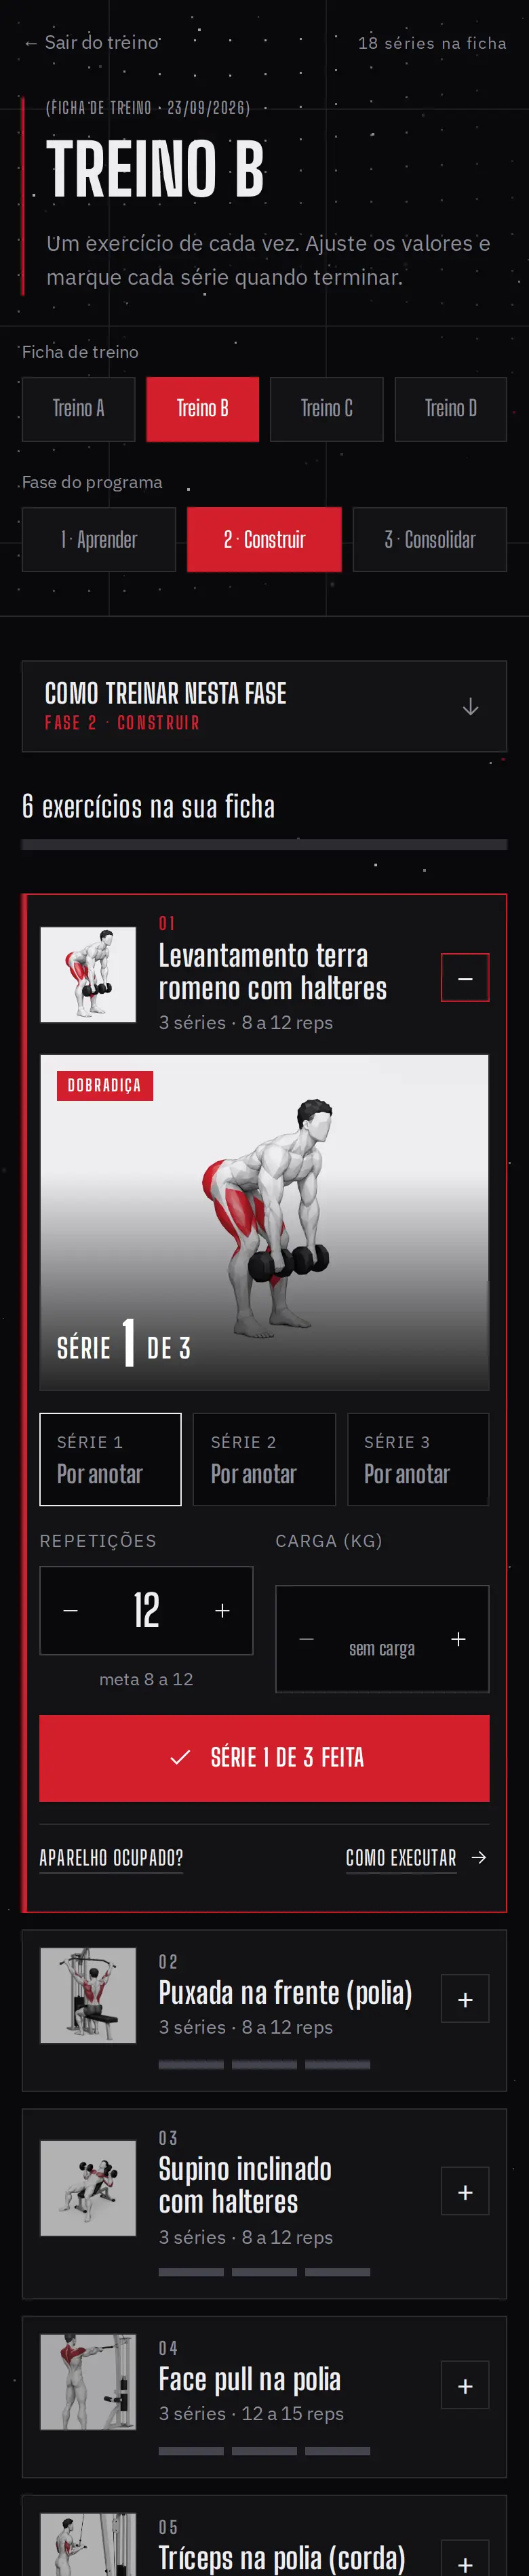 ← Sair do treino
18 séries na ficha
(FICHA DE TREINO · 23/09/2026)
TREINO B
Um exercício de cada vez. Ajuste os valores e
marque cada série quando terminar.
Ficha de treino
Treino A
Treino B
Treino C
Treino D
Fase do programa
1 · Aprender
2 · Construir
3 · Consolidar
COMO TREINAR NESTA FASE
FASE 2 · CONSTRUIR
6 exercícios na sua ficha
01
Levantamento terra
romeno com halteres
3 séries · 8 a 12 reps
DOBRADIÇA
SÉRIE 1 DE 3
SÉRIE 1
Por anotar
SÉRIE 2
Por anotar
SÉRIE 3
Por anotar
REPETIÇÕES
CARGA (KG)
− 12 +
− sem carga +
meta 8 a 12
SÉRIE 1 DE 3 FEITA
APARELHO OCUPADO?
COMO EXECUTAR →
02
Puxada na frente (polia)
3 séries · 8 a 12 reps
03
Supino inclinado
com halteres
3 séries · 8 a 12 reps
04
Face pull na polia
3 séries · 12 a 15 reps
05
Tríceps na polia (corda)